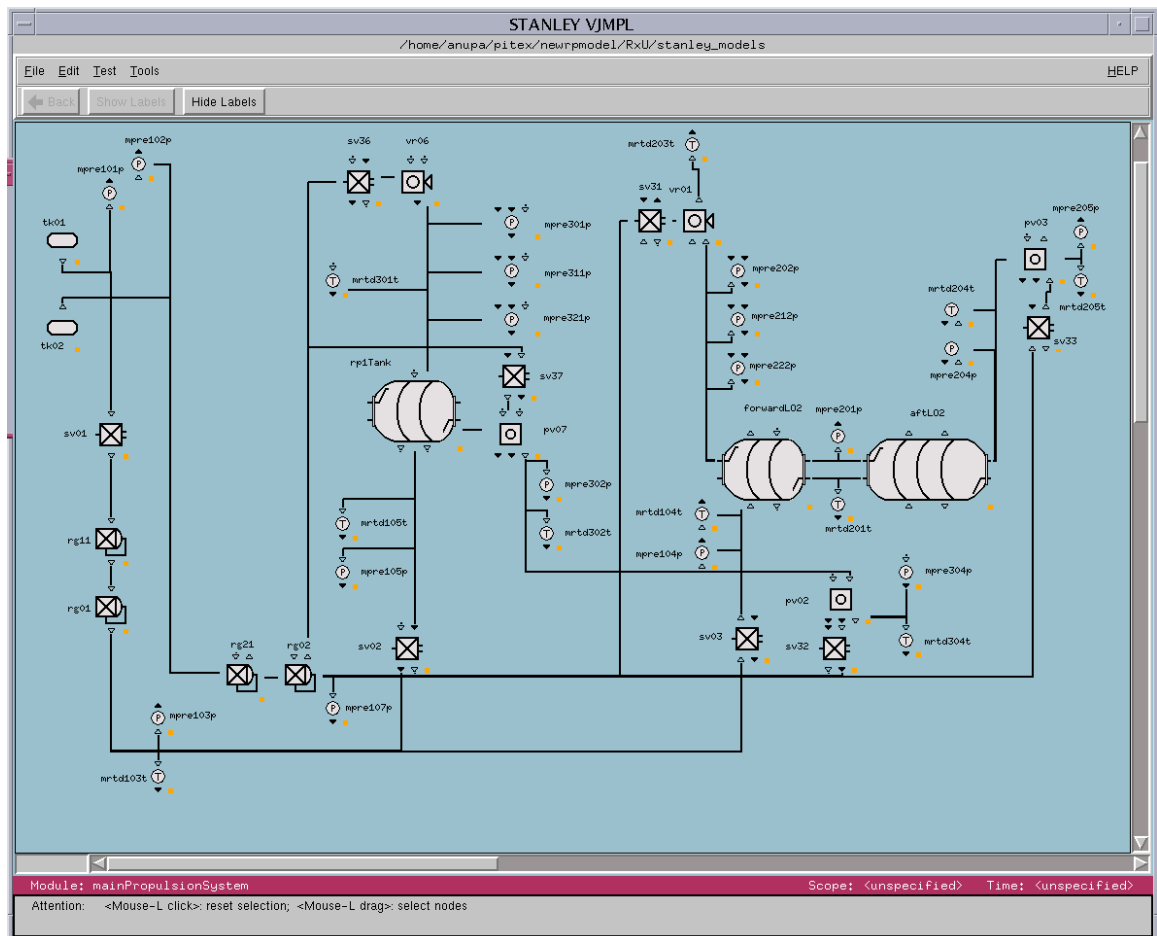 STANLEY VJMPL
/home/anupa/pitex/newrpmodel/RxU/stanley_models
File Edit Test Tools HELP
Back Show Labels Hide Labels
mpre102p
sv36 vr06
mrtd203t
mpre101p
P
T
sv31 vr01
P
mpre205p
tk01
pv03
P
P mpre301p
mrtd301t
T
P mpre311p
mpre202p
P
T
mrtd204t
mrtd205t
T
tk02
P mpre321p
mpre212p
P
sv33
P
mpre204p
rp1Tank
sv37
mpre222p
P
forwardLO2 mpre201p aftLO2
sv01
pv07
P
P mpre302p
T
mrtd201t
mrtd104t T
mrtd105t
T
T mrtd302t
rg11
mpre104p P
P mpre105p
P mpre304p
rg01
pv02
rg21 rg02
sv02
sv03
sv32
T
mrtd304t
mpre103p
P
P mpre107p
mrtd103t T
Module: mainPropulsionSystem Scope: <unspecified> Time: <unspecified>
Attention: <Mouse-L click>: reset selection; <Mouse-L drag>: select nodes